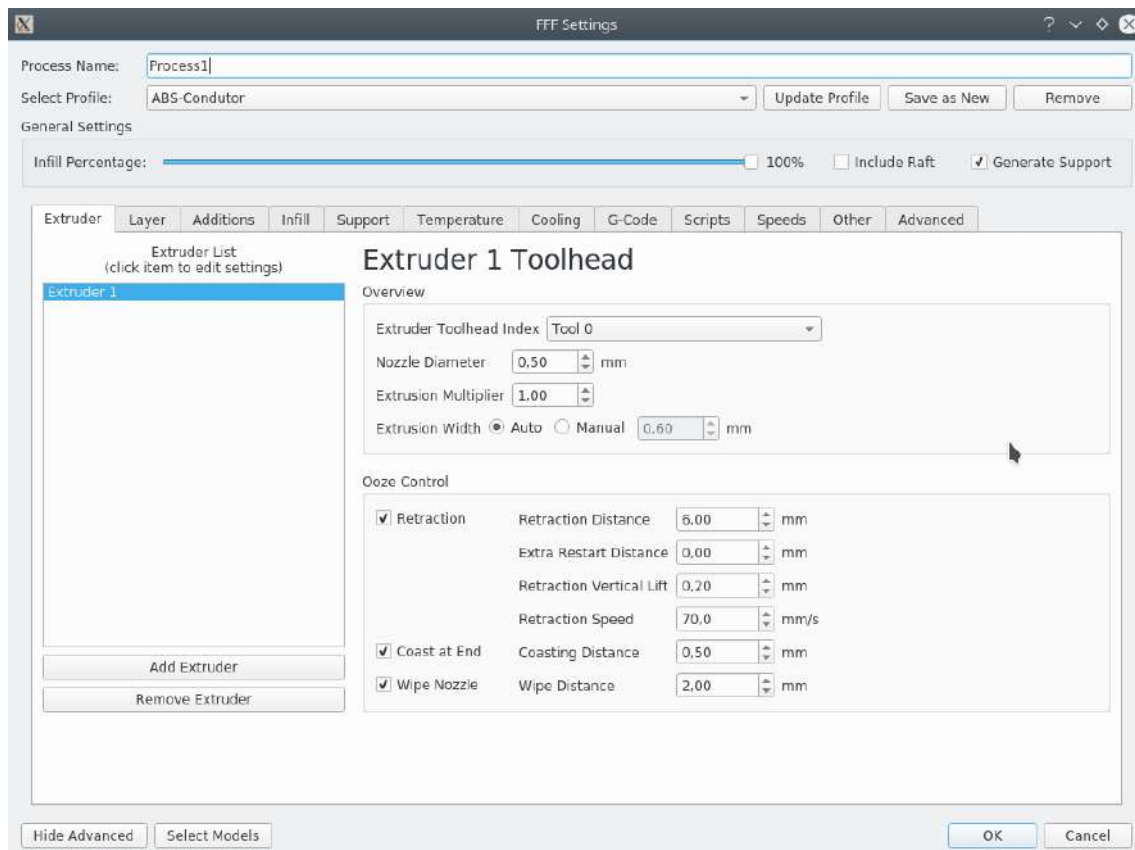 FFF Settings
Process Name: Process1
Select Profile: ABS-Condutor Update Profile Save as New Remove
General Settings
Infill Percentage: 100% Include Raft Generate Support
Extruder Layer Additions Infill Support Temperature Cooling G-Code Scripts Speeds Other Advanced
Extruder List
(click item to edit settings)
Extruder 1
Add Extruder
Remove Extruder
Extruder 1 Toolhead
Overview
Extruder Toolhead Index Tool 0
Nozzle Diameter 0,50 mm
Extrusion Multiplier 1,00
Extrusion Width Auto Manual 0,60 mm
Ooze Control
Retraction Retraction Distance 6,00 mm
Extra Restart Distance 0,00 mm
Retraction Vertical Lift 0,20 mm
Retraction Speed 70,0 mm/s
Coast at End Coasting Distance 0,50 mm
Wipe Nozzle Wipe Distance 2,00 mm
Hide Advanced Select Models OK Cancel